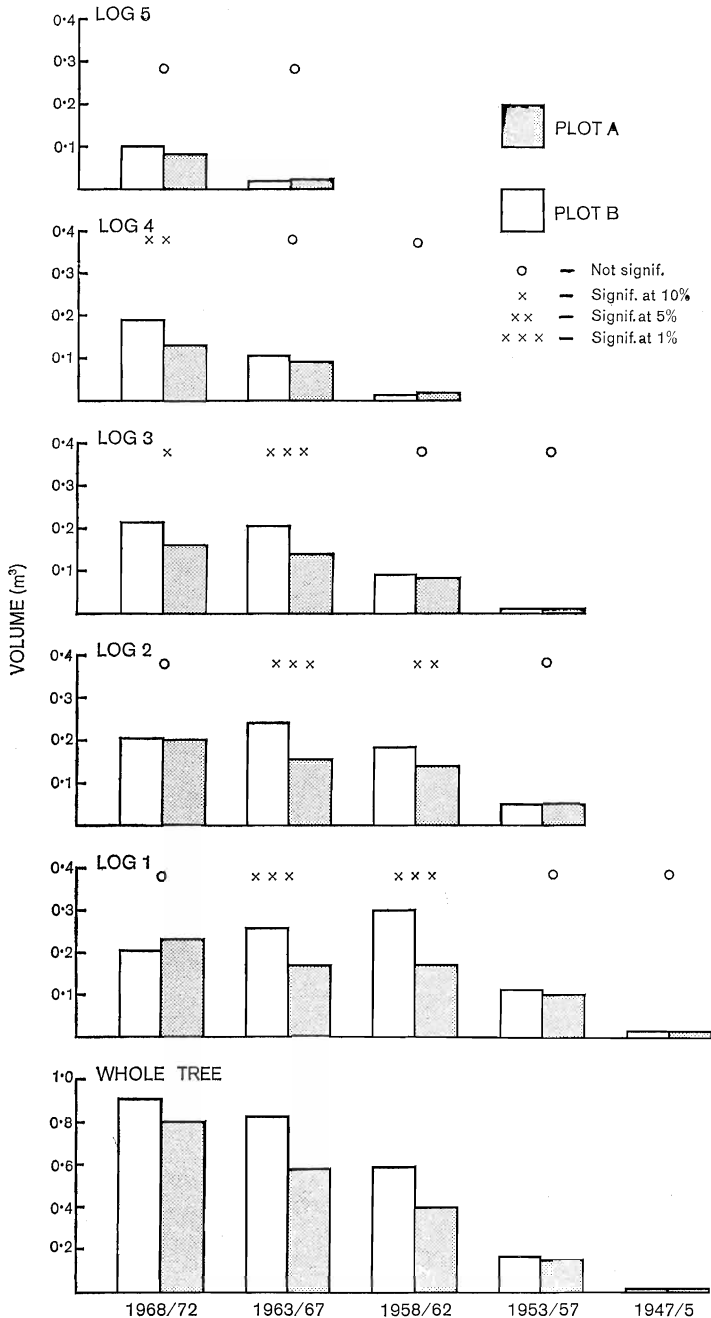 LOG 5
0·4
0·3
0·2
0·1
PLOT A
PLOT B
o – Not signif.
× – Signif. at 10%
×× – Signif. at 5%
××× – Signif. at 1%
LOG 4
0·4
0·3
0·2
0·1
×× o o
LOG 3
0·4
0·3
0·2
0·1
× ××× o o
VOLUME (m³)
LOG 2
0·4
0·3
0·2
0·1
o ××× ×× o
LOG 1
0·4
0·3
0·2
0·1
o ××× ××× o o
WHOLE TREE
1·0
0·8
0·6
0·4
0·2
1968/72 1963/67 1958/62 1953/57 1947/5